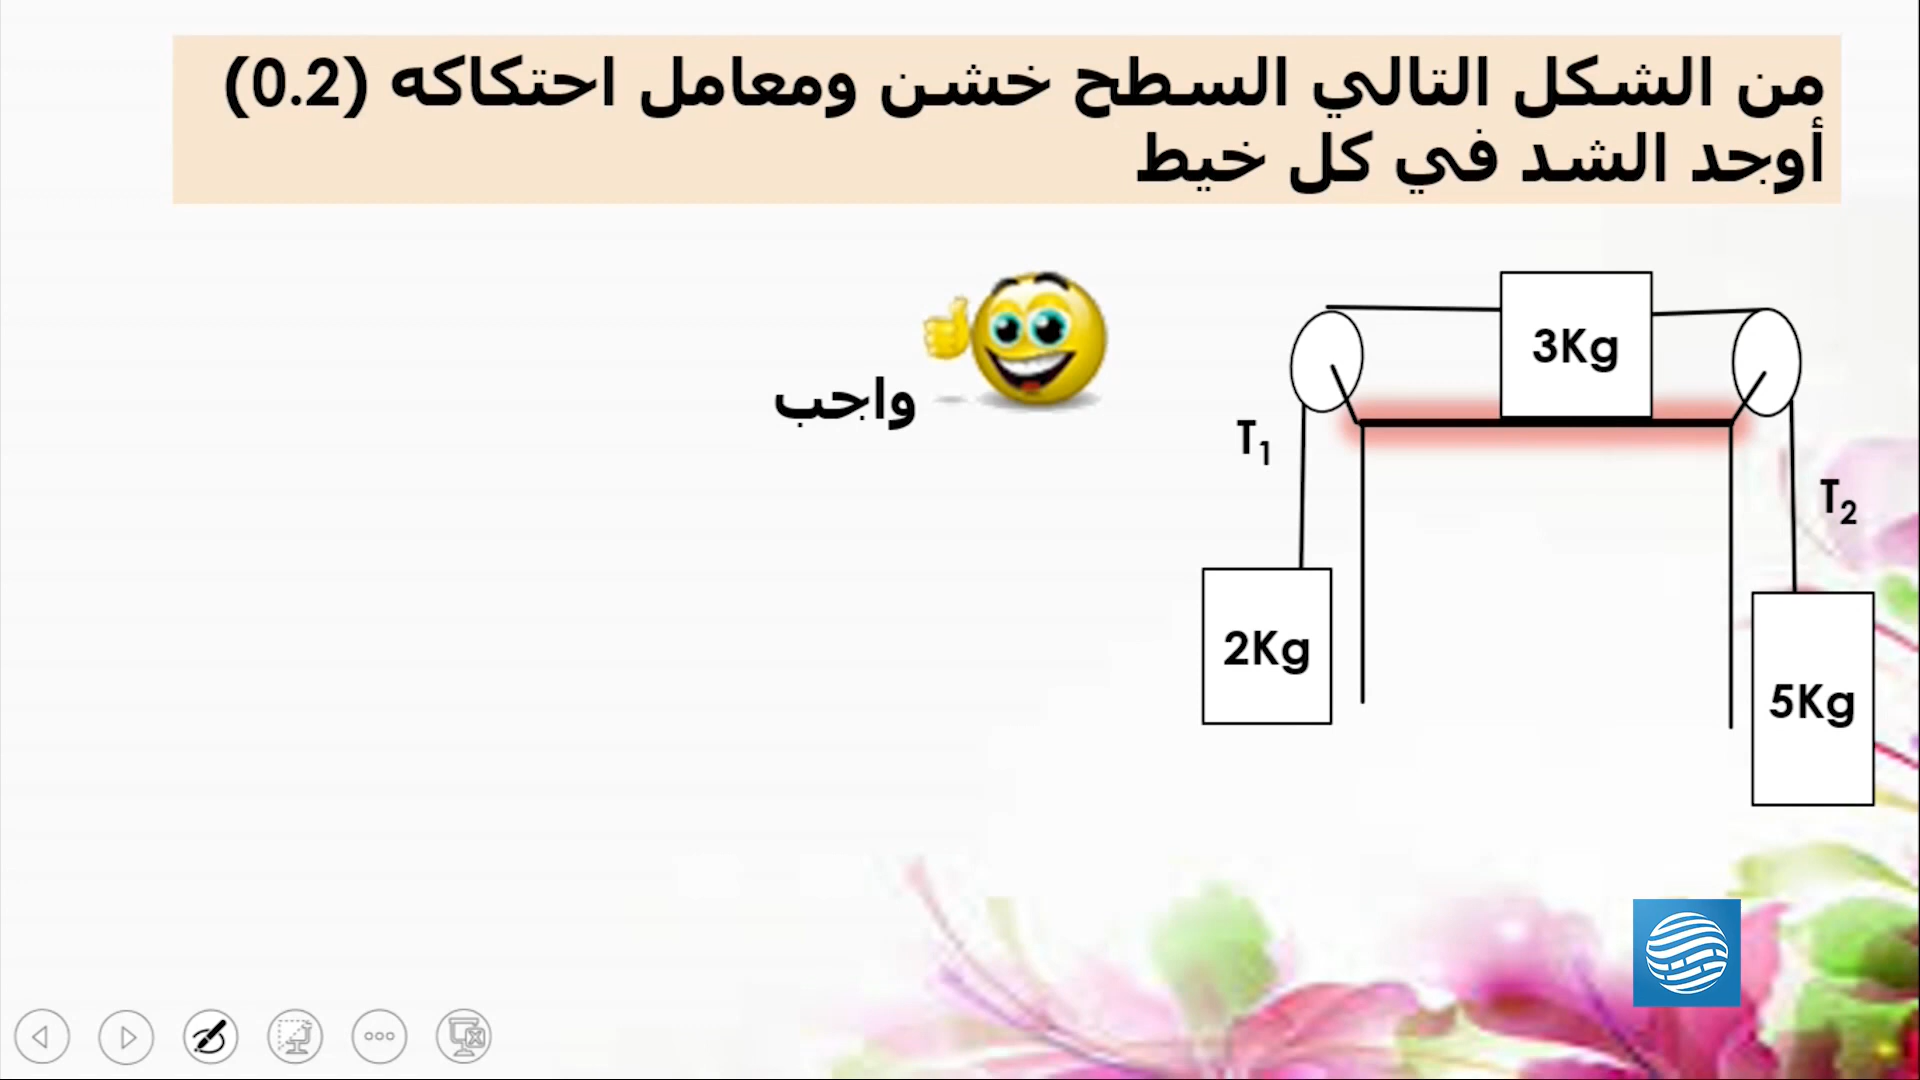 من الشكل التالي السطح خشن ومعامل احتكاكه (0.2)
أوجد الشد في كل خيط
واجب
3Kg
T1
T2
2Kg
5Kg